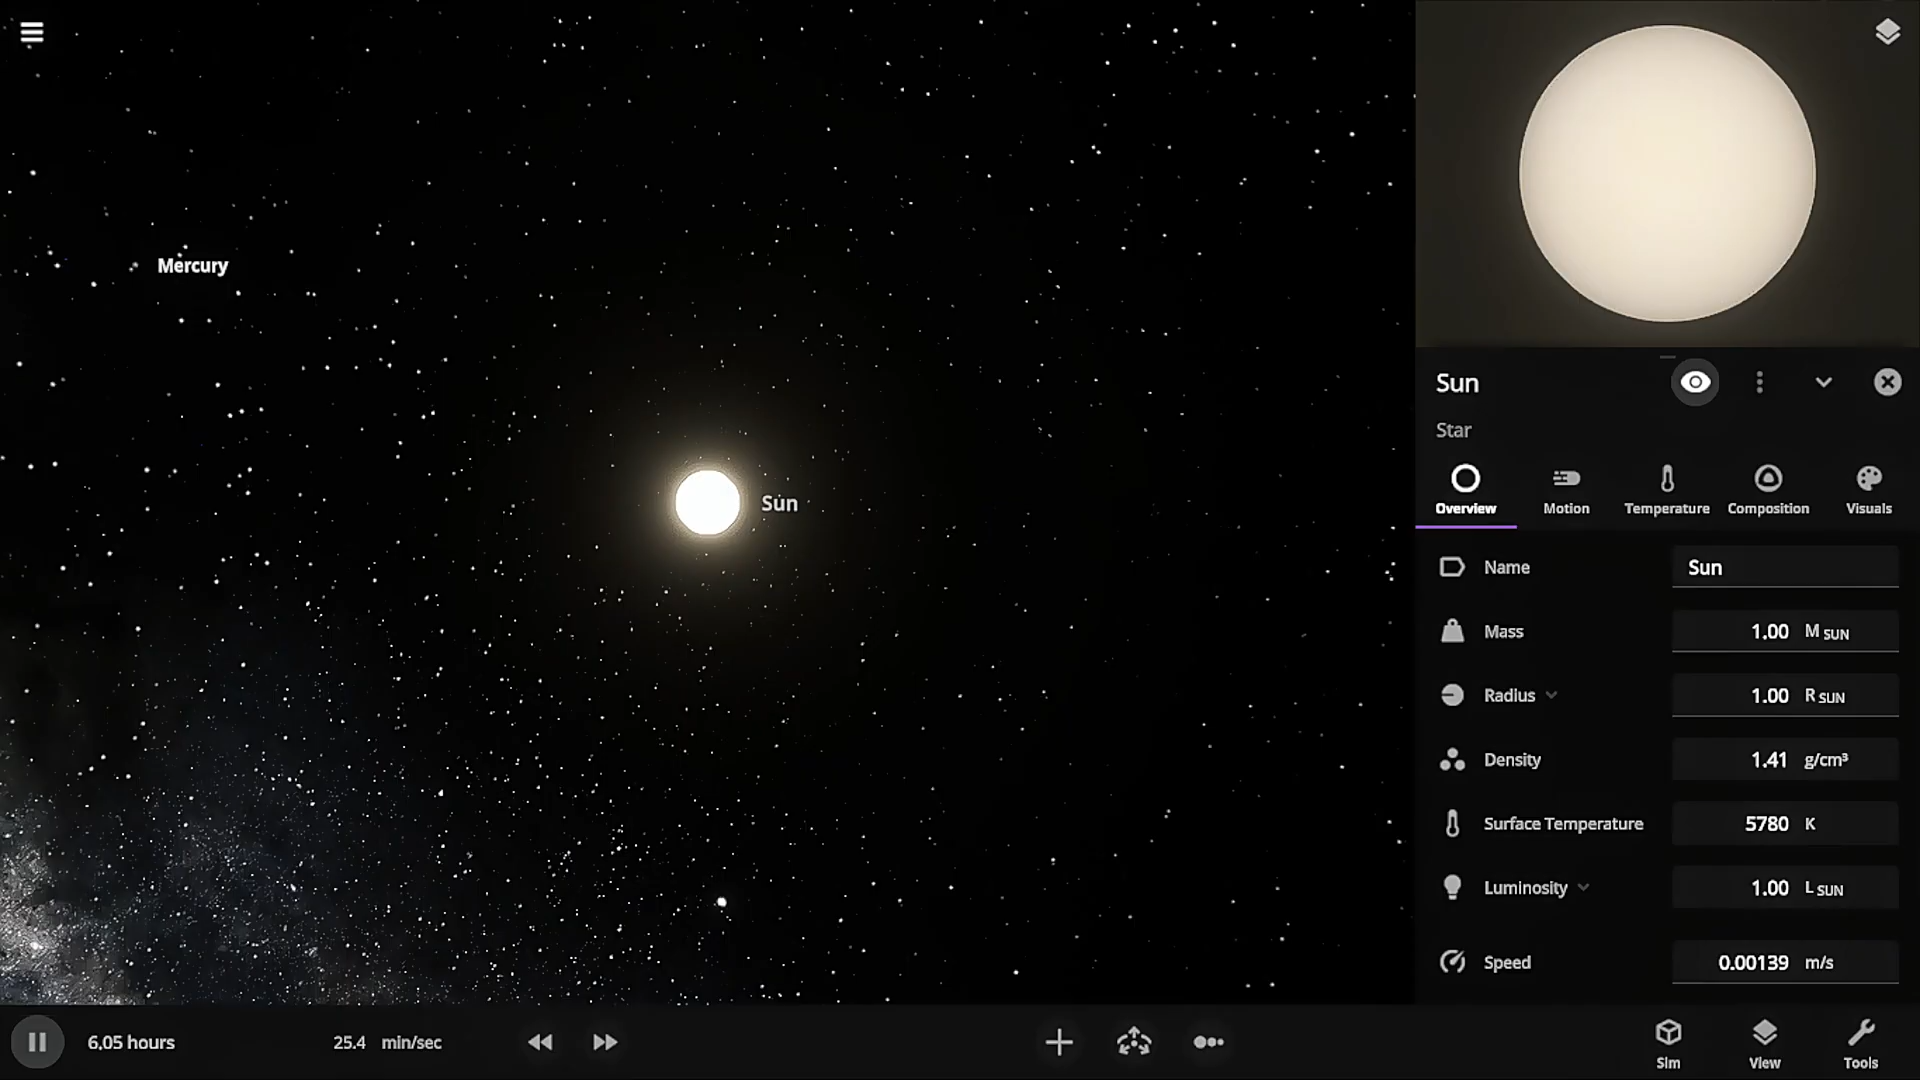 Mercury
Sun
Sun
Star
Overview
Motion
Temperature
Composition
Visuals
Name
Sun
Mass
1.00 M SUN
Radius
1.00 R SUN
Density
1.41 g/cm³
Surface Temperature
5780 K
Luminosity
1.00 L SUN
Speed
0.00139 m/s
6,05 hours
25.4 min/sec
Sim
View
Tools